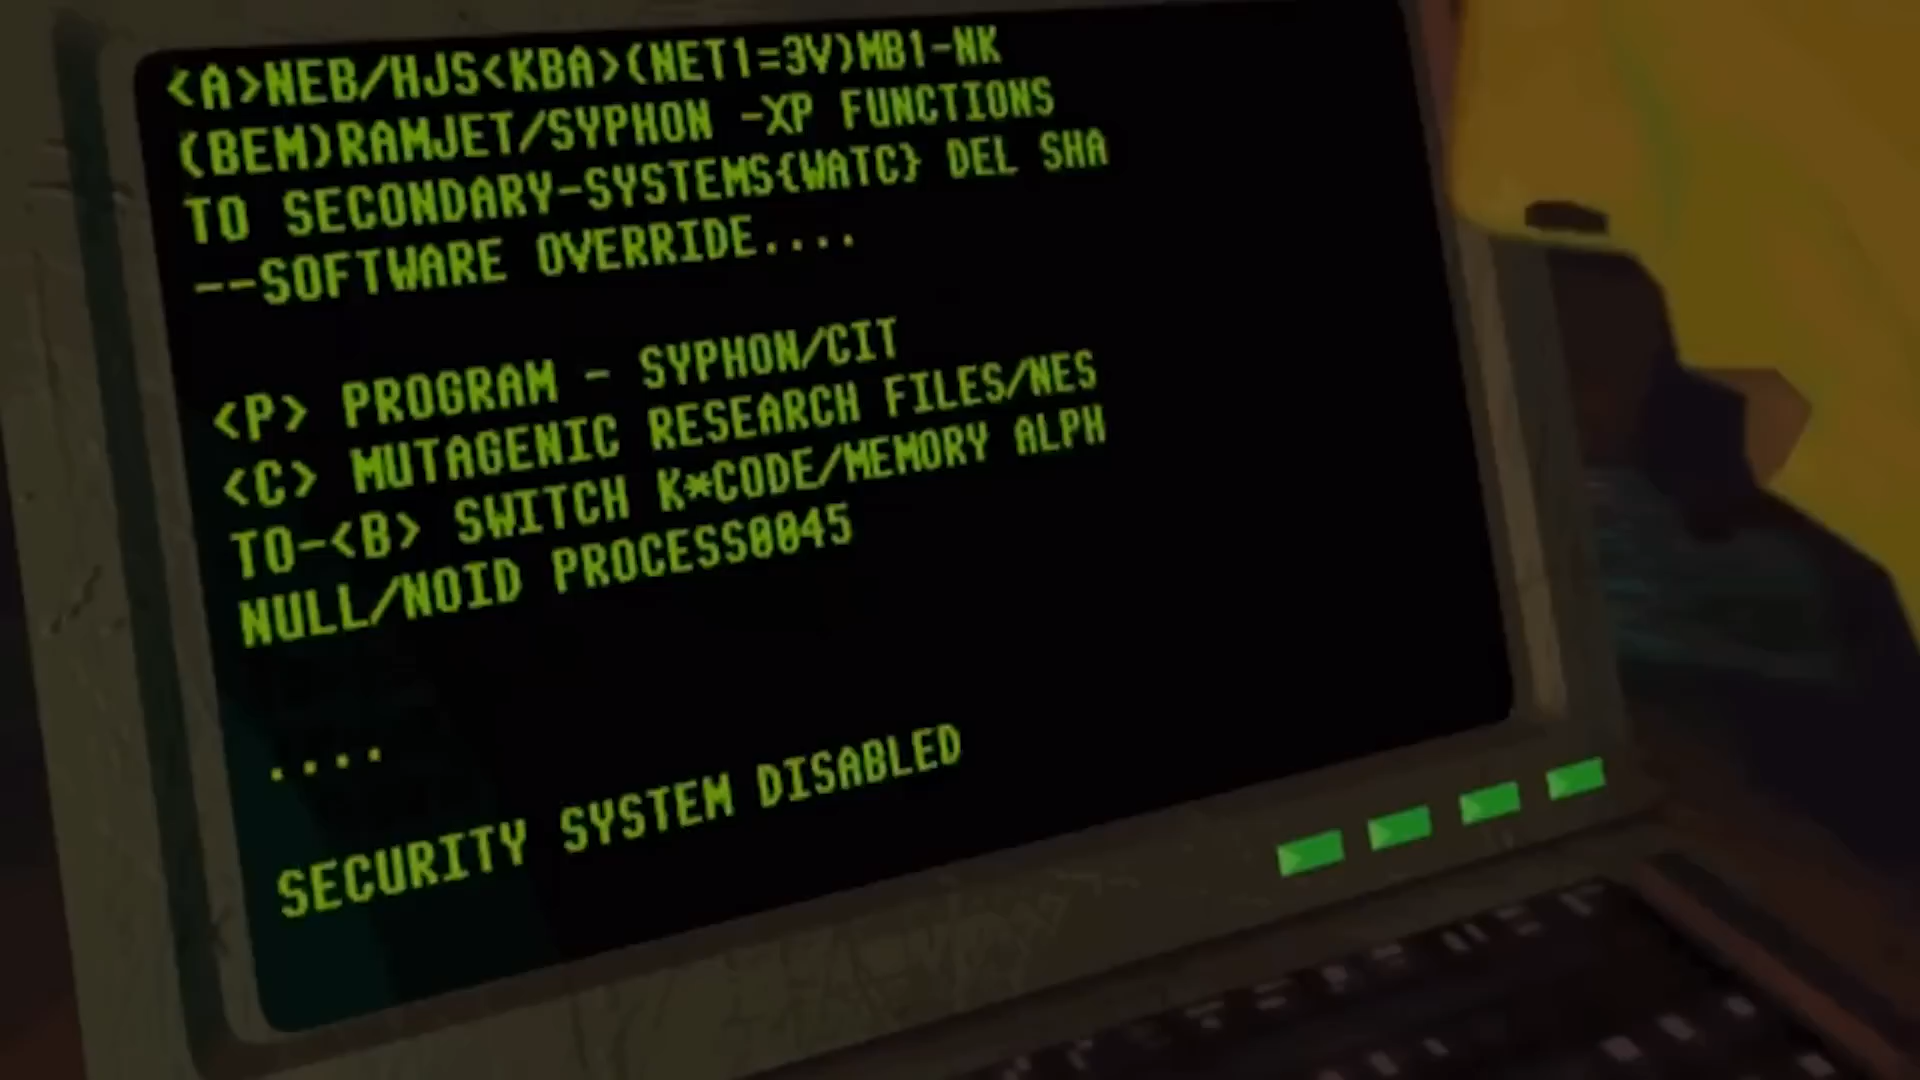 <A>NEB/HJS<KBA>(NET1=3V)MB1-NK
(BEM)RAMJET/SYPHON -XP FUNCTIONS
TO SECONDARY-SYSTEMS{WATC} DEL SHA
--SOFTWARE OVERRIDE....
<P> PROGRAM - SYPHON/CIT
<C> MUTAGENIC RESEARCH FILES/NES
TO-<B> SWITCH K*CODE/MEMORY ALPH
NULL/NOID PROCESS0045
....
SECURITY SYSTEM DISABLED